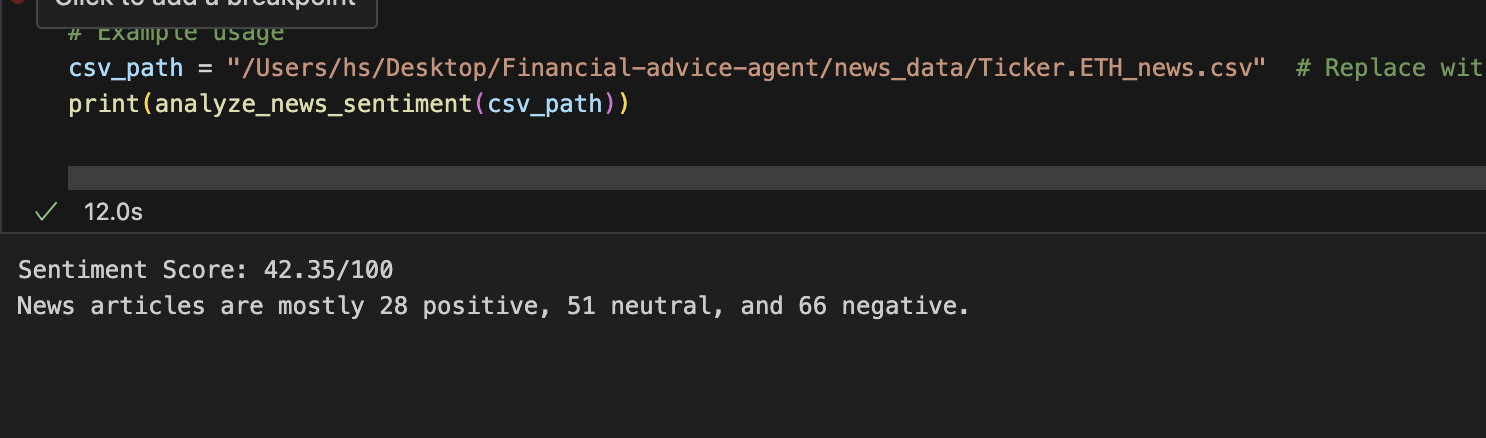 Click to add a breakpoint
# Example usage
csv_path = "/Users/hs/Desktop/Financial-advice-agent/news_data/Ticker.ETH_news.csv"  # Replace wit
print(analyze_news_sentiment(csv_path))
12.0s
Sentiment Score: 42.35/100
News articles are mostly 28 positive, 51 neutral, and 66 negative.